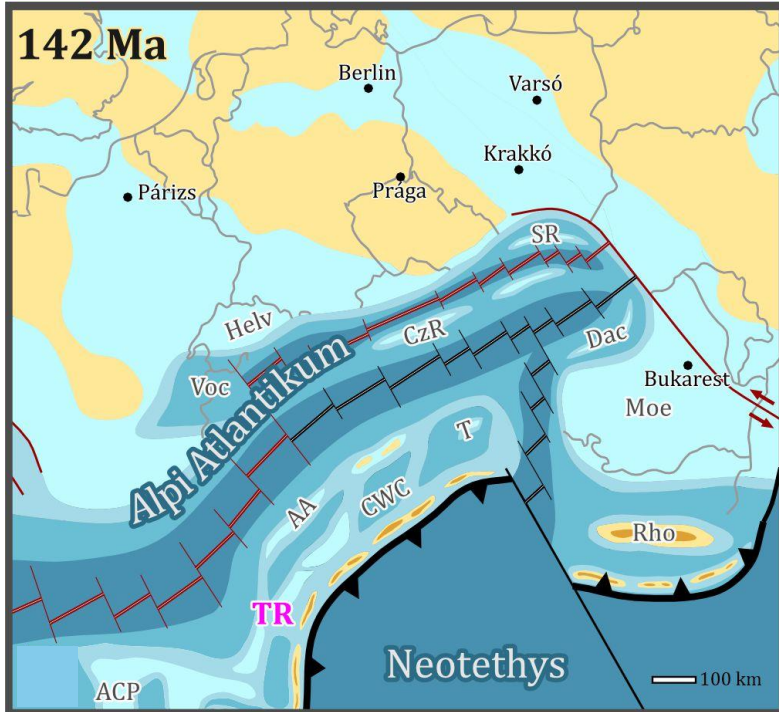 142 Ma
Berlin
Varsó
Krakkó
Prága
Párizs
SR
Helv
CzR
Dac
Voc
Bukarest
Moe
Alpi Atlantikum
T
AA
CWC
Rho
TR
Neotethys
ACP
100 km